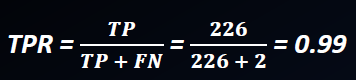 TPR = TP / TP + FN = 226 / 226 + 2 = 0.99